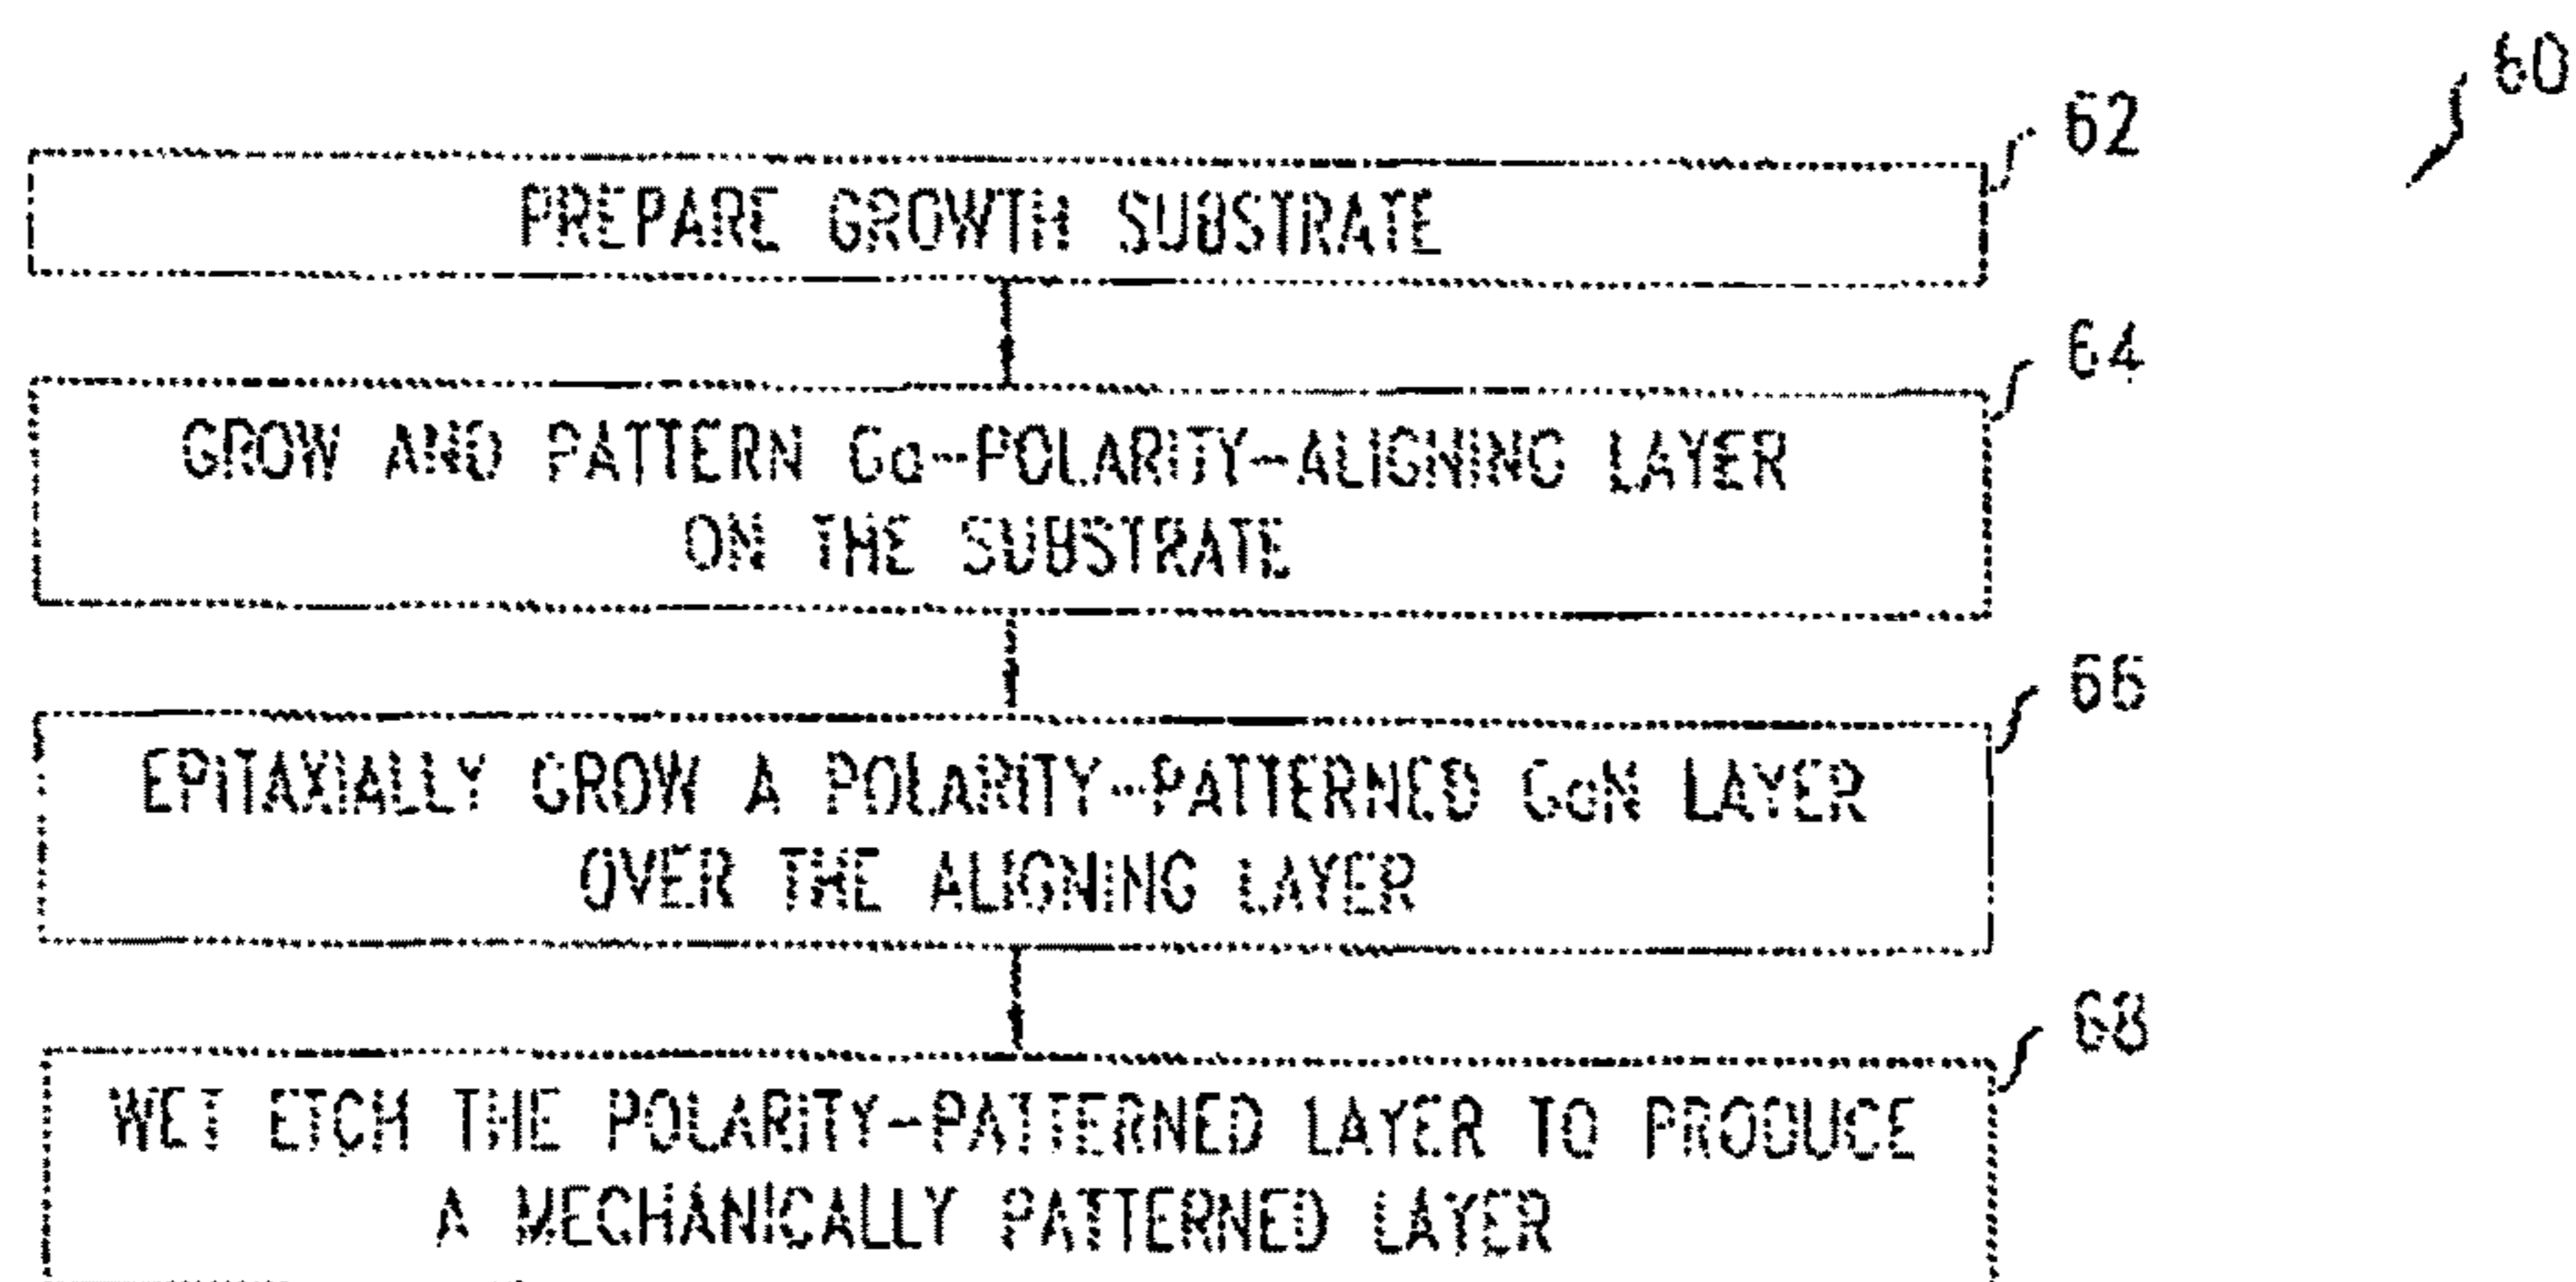 60
62
PREPARE GROWTH SUBSTRATE
64
GROW AND PATTERN Ga-POLARITY-ALIGNING LAYER
ON THE SUBSTRATE
66
EPITAXIALLY GROW A POLARITY-PATTERNED GaN LAYER
OVER THE ALIGNING LAYER
68
WET ETCH THE POLARITY-PATTERNED LAYER TO PRODUCE
A MECHANICALLY PATTERNED LAYER